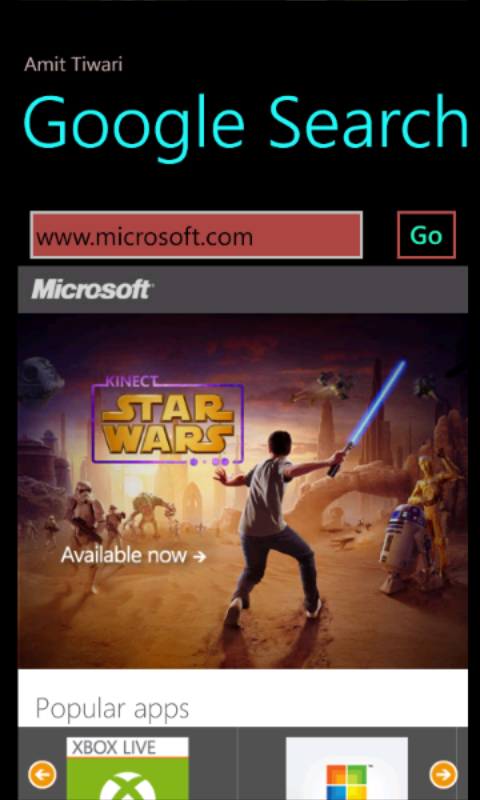 Amit Tiwari
Google Search
www.microsoft.com
Go
Microsoft
KINECT
STAR
WARS
Available now →
Popular apps
XBOX LIVE